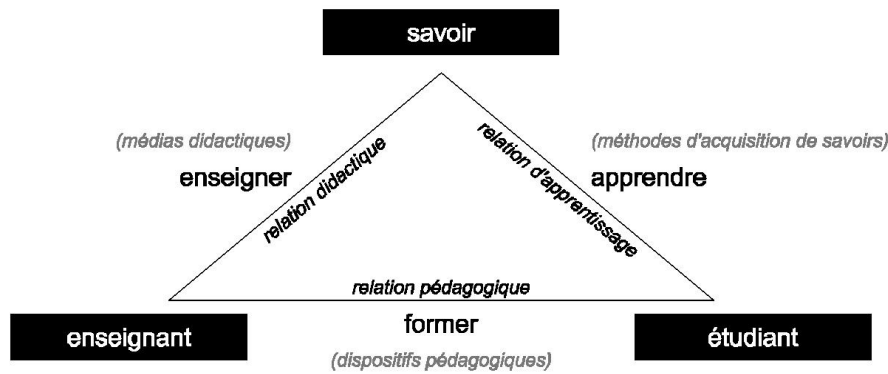 savoir
(médias didactiques)
enseigner
relation didactique
relation d'apprentissage
(méthodes d'acquisition de savoirs)
apprendre
relation pédagogique
enseignant
former
(dispositifs pédagogiques)
étudiant